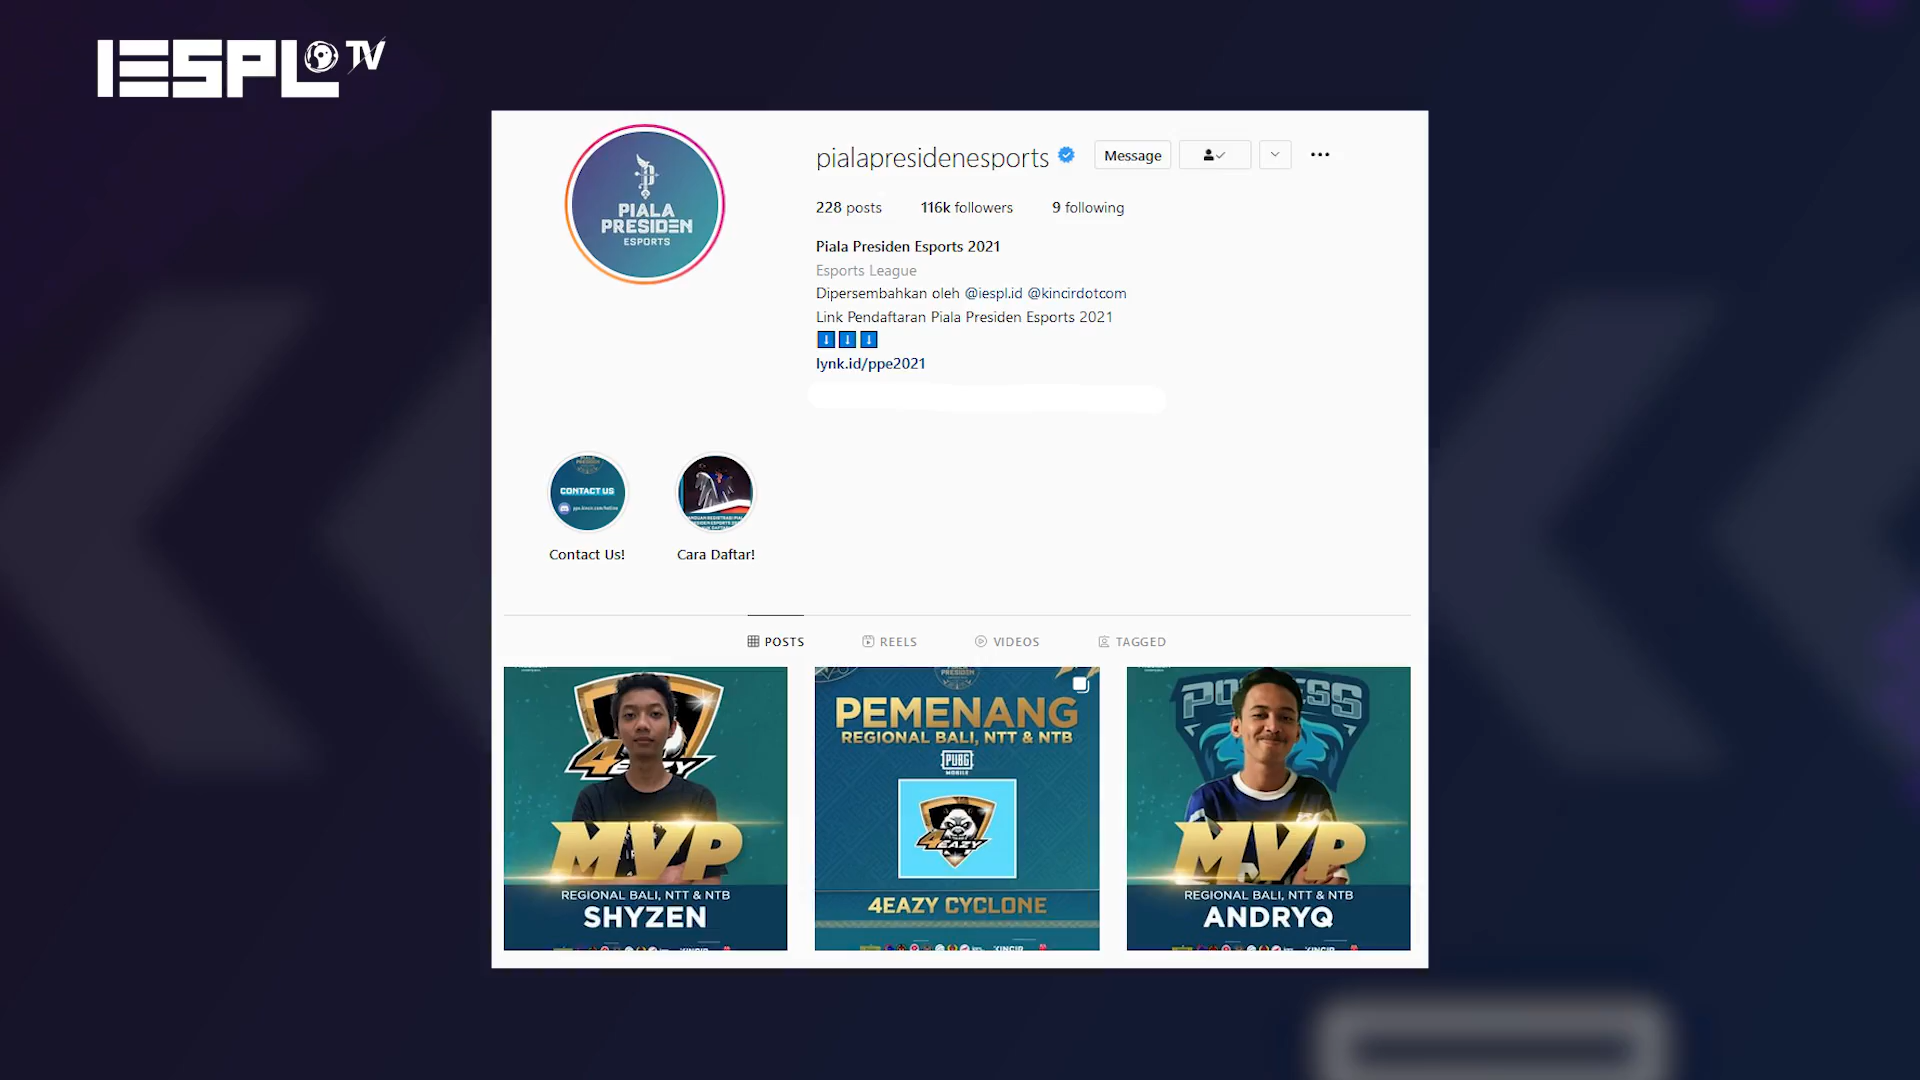 IESPL TV
PIALA
PRESIDEN
ESPORTS
pialapresidenesports
Message
228 posts 116k followers 9 following
Piala Presiden Esports 2021
Esports League
Dipersembahkan oleh @iespl.id @kincirdotcom
Link Pendaftaran Piala Presiden Esports 2021
lynk.id/ppe2021
CONTACT US
Contact Us!
Cara Daftar!
POSTS REELS VIDEOS TAGGED
4EAZY
MVP
REGIONAL BALI, NTT & NTB
SHYZEN
PEMENANG
REGIONAL BALI, NTT & NTB
PUBG
MOBILE
4EAZY
4EAZY CYCLONE
MVP
REGIONAL BALI, NTT & NTB
ANDRYQ